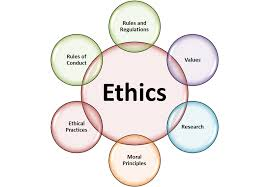 Rules and
Regulations
Rules of
Conduct
Values
Ethics
Ethical
Practices
Research
Moral
Principles